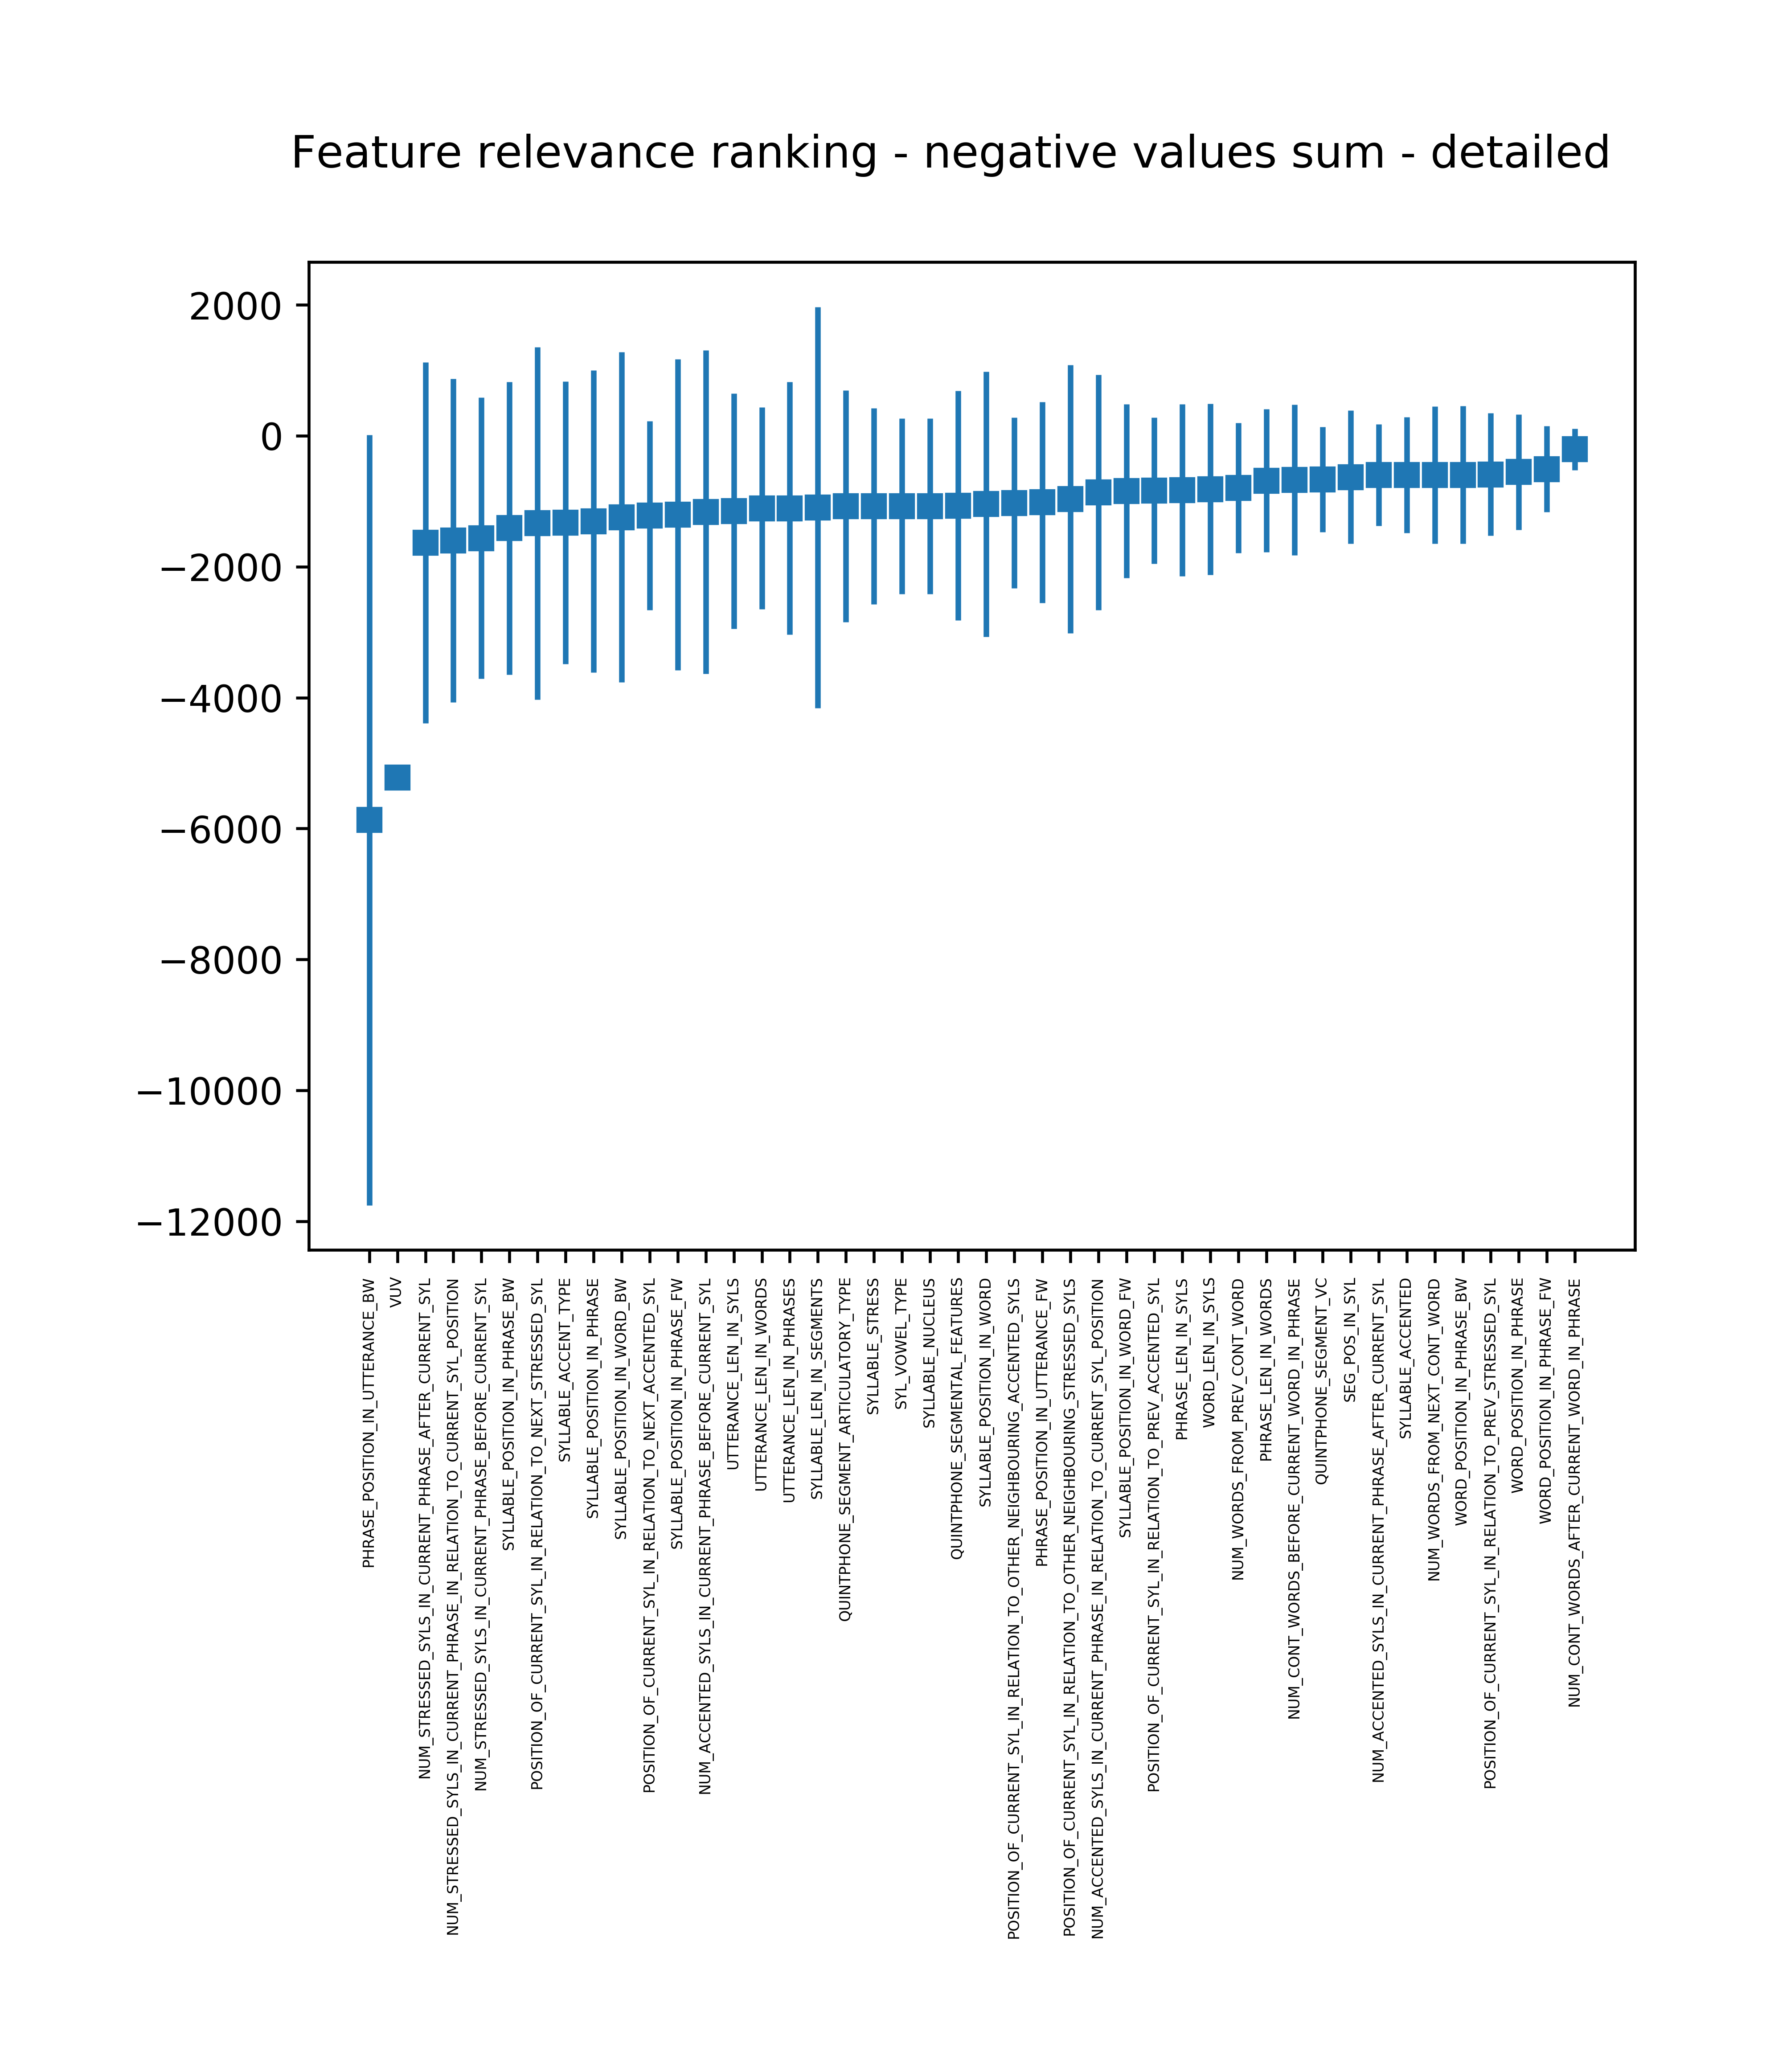 Feature relevance ranking - negative values sum - detailed
2000
0
−2000
−4000
−6000
−8000
−10000
−12000
PHRASE_POSITION_IN_UTTERANCE_BW
VUV
NUM_STRESSED_SYLS_IN_CURRENT_PHRASE_AFTER_CURRENT_SYL
NUM_STRESSED_SYLS_IN_CURRENT_PHRASE_IN_RELATION_TO_CURRENT_SYL_POSITION
NUM_STRESSED_SYLS_IN_CURRENT_PHRASE_BEFORE_CURRENT_SYL
SYLLABLE_POSITION_IN_PHRASE_BW
POSITION_OF_CURRENT_SYL_IN_RELATION_TO_NEXT_STRESSED_SYL
SYLLABLE_ACCENT_TYPE
SYLLABLE_POSITION_IN_PHRASE
SYLLABLE_POSITION_IN_WORD_BW
POSITION_OF_CURRENT_SYL_IN_RELATION_TO_NEXT_ACCENTED_SYL
SYLLABLE_POSITION_IN_PHRASE_FW
NUM_ACCENTED_SYLS_IN_CURRENT_PHRASE_BEFORE_CURRENT_SYL
UTTERANCE_LEN_IN_SYLS
UTTERANCE_LEN_IN_WORDS
UTTERANCE_LEN_IN_PHRASES
SYLLABLE_LEN_IN_SEGMENTS
QUINTPHONE_SEGMENT_ARTICULATORY_TYPE
SYLLABLE_STRESS
SYL_VOWEL_TYPE
SYLLABLE_NUCLEUS
QUINTPHONE_SEGMENTAL_FEATURES
SYLLABLE_POSITION_IN_WORD
POSITION_OF_CURRENT_SYL_IN_RELATION_TO_OTHER_NEIGHBOURING_ACCENTED_SYLS
PHRASE_POSITION_IN_UTTERANCE_FW
POSITION_OF_CURRENT_SYL_IN_RELATION_TO_OTHER_NEIGHBOURING_STRESSED_SYLS
NUM_ACCENTED_SYLS_IN_CURRENT_PHRASE_IN_RELATION_TO_CURRENT_SYL_POSITION
SYLLABLE_POSITION_IN_WORD_FW
POSITION_OF_CURRENT_SYL_IN_RELATION_TO_PREV_ACCENTED_SYL
PHRASE_LEN_IN_SYLS
WORD_LEN_IN_SYLS
NUM_WORDS_FROM_PREV_CONT_WORD
PHRASE_LEN_IN_WORDS
NUM_CONT_WORDS_BEFORE_CURRENT_WORD_IN_PHRASE
QUINTPHONE_SEGMENT_VC
SEG_POS_IN_SYL
NUM_ACCENTED_SYLS_IN_CURRENT_PHRASE_AFTER_CURRENT_SYL
SYLLABLE_ACCENTED
NUM_WORDS_FROM_NEXT_CONT_WORD
WORD_POSITION_IN_PHRASE_BW
POSITION_OF_CURRENT_SYL_IN_RELATION_TO_PREV_STRESSED_SYL
WORD_POSITION_IN_PHRASE
WORD_POSITION_IN_PHRASE_FW
NUM_CONT_WORDS_AFTER_CURRENT_WORD_IN_PHRASE